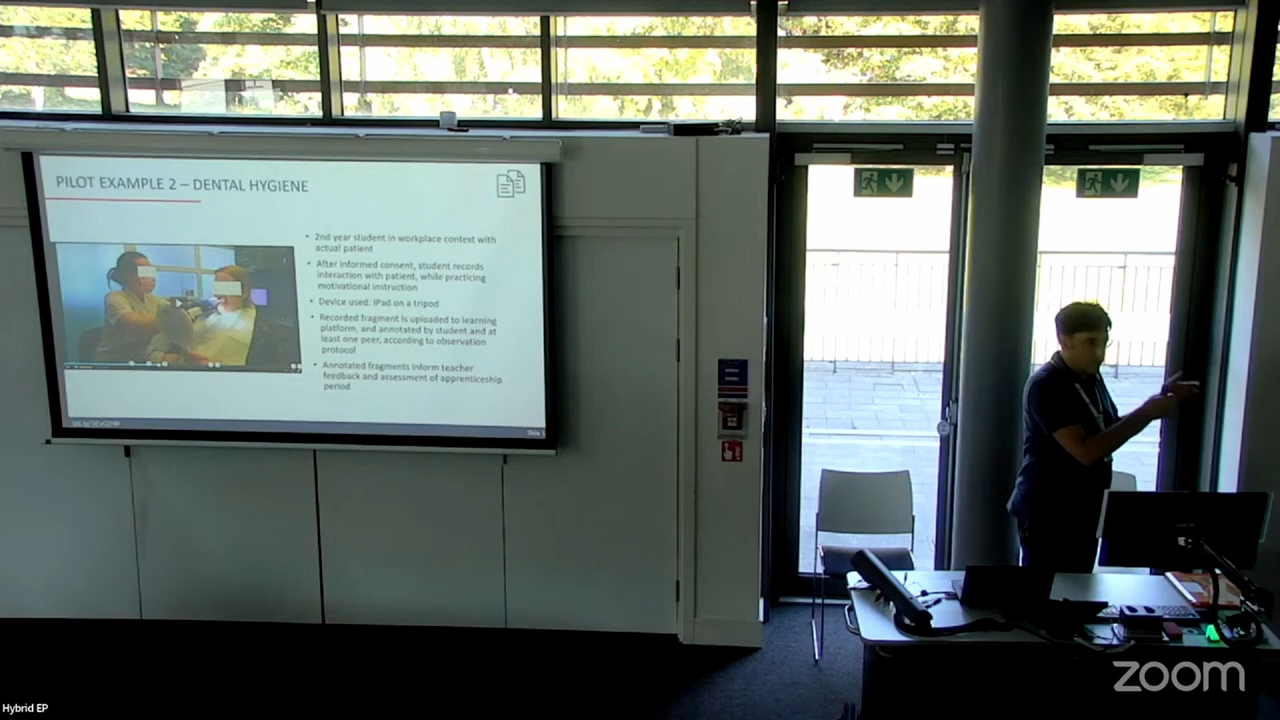 PILOT EXAMPLE 2 – DENTAL HYGIENE
• 2nd year student in workplace context with
actual patient
• After informed consent, student records
interaction with patient, while practicing
motivational instruction
• Device used: iPad on a tripod
• Recorded fragment is uploaded to learning
platform, and annotated by student and at
least one peer, according to observation
protocol
• Annotated fragments inform teacher
feedback and assessment of apprenticeship
period
Slide
zoom
Hybrid EP